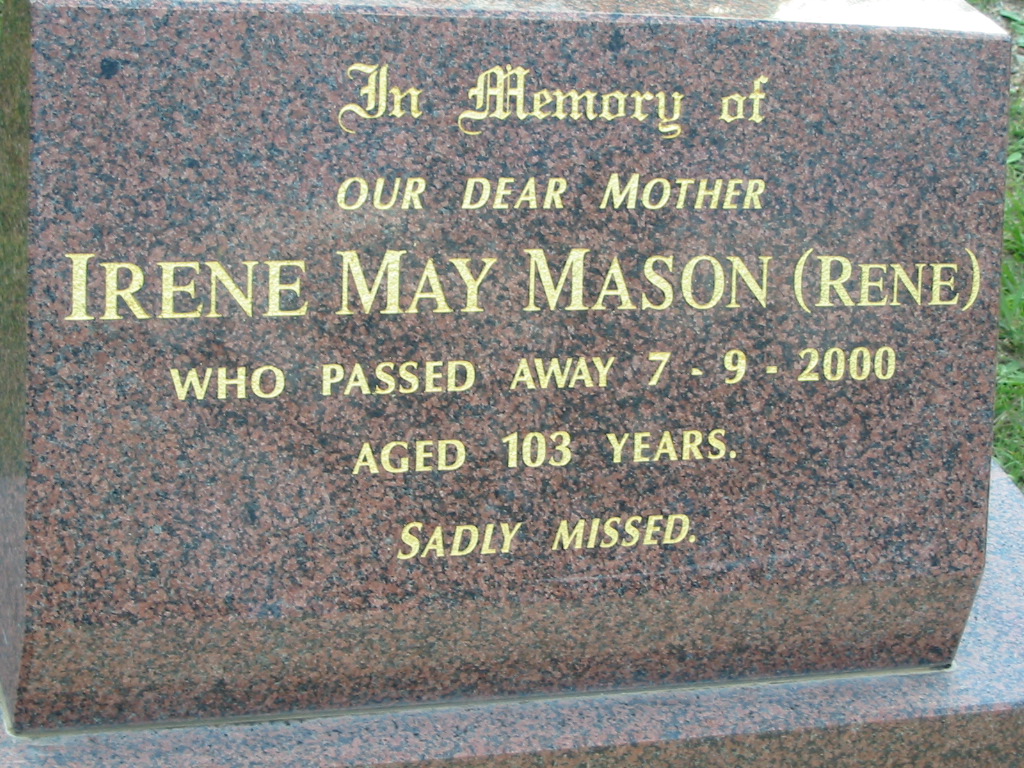 In Memory of
OUR DEAR MOTHER
IRENE MAY MASON (RENE)
WHO PASSED AWAY 7 - 9 - 2000
AGED 103 YEARS.
SADLY MISSED.